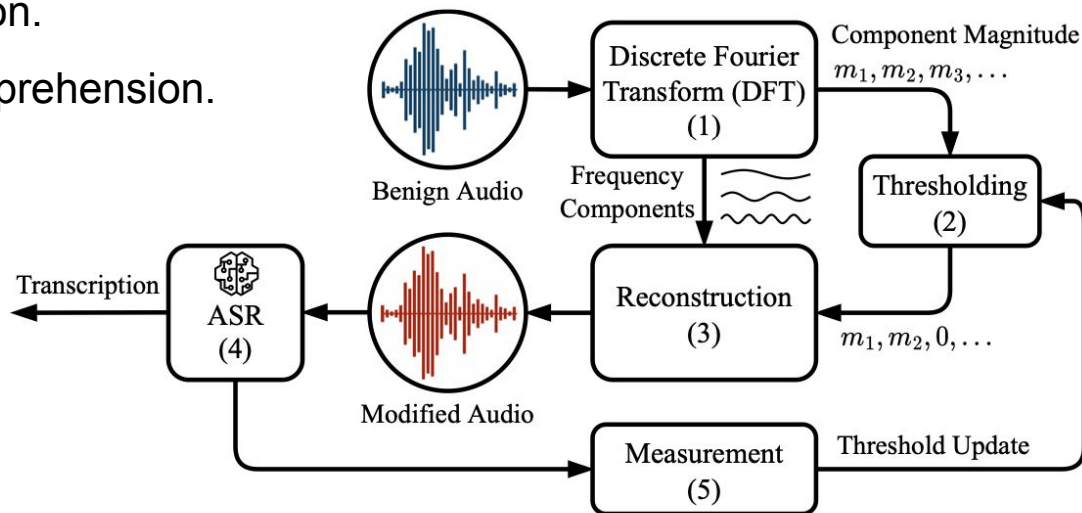 on.
prehension.
Benign Audio
Discrete Fourier
Transform (DFT)
(1)
Component Magnitude
m₁, m₂, m₃, . . .
Frequency
Components
Thresholding
(2)
Transcription
ASR
(4)
Modified Audio
Reconstruction
(3)
m₁, m₂, 0, . . .
Measurement
(5)
Threshold Update